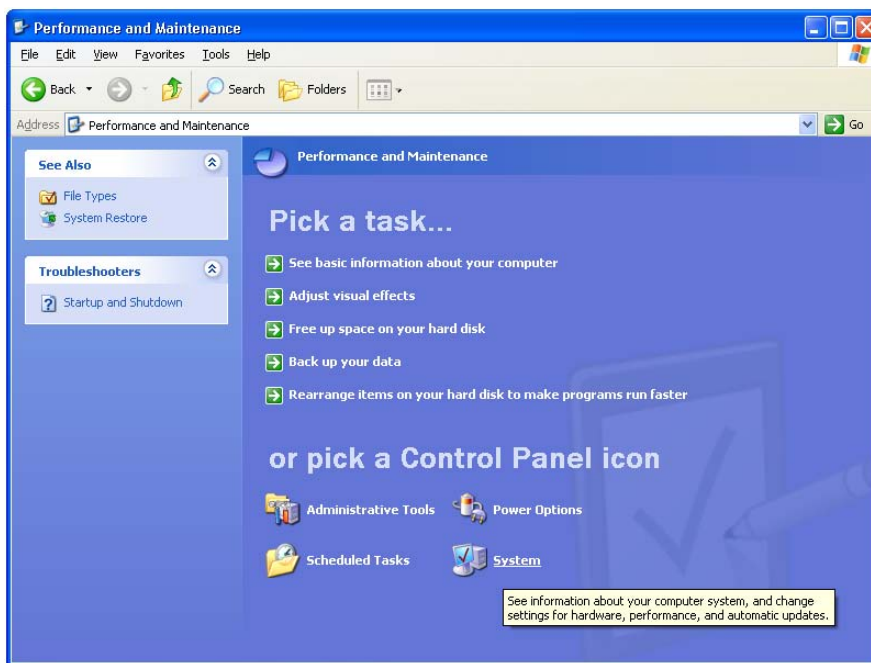 Performance and Maintenance
File Edit View Favorites Tools Help
Back Search Folders
Address Performance and Maintenance Go
See Also
File Types
System Restore
Troubleshooters
Startup and Shutdown
Performance and Maintenance
Pick a task...
See basic information about your computer
Adjust visual effects
Free up space on your hard disk
Back up your data
Rearrange items on your hard disk to make programs run faster
or pick a Control Panel icon
Administrative Tools Power Options
Scheduled Tasks System
See information about your computer system, and change
settings for hardware, performance, and automatic updates.